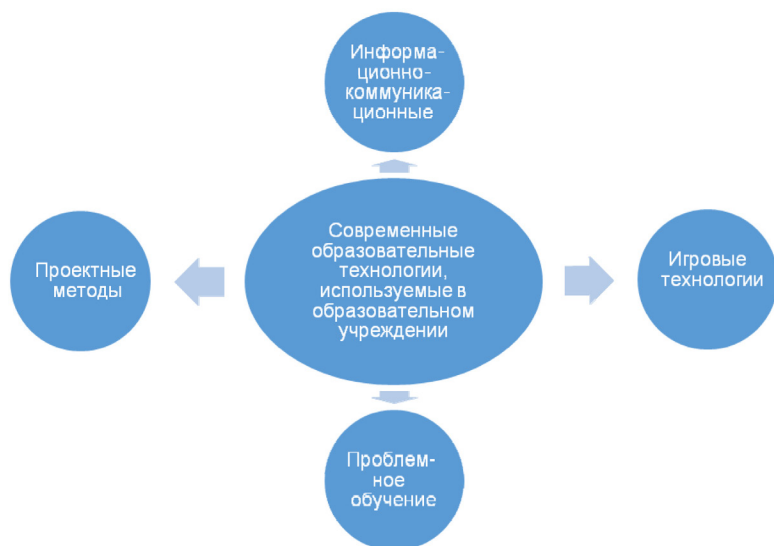 Информа-
ционно-
коммуника-
ционные
Современные
образовательные
технологии,
используемые в
образовательном
учреждении
Проектные
методы
Игровые
технологии
Проблем-
ное
обучение